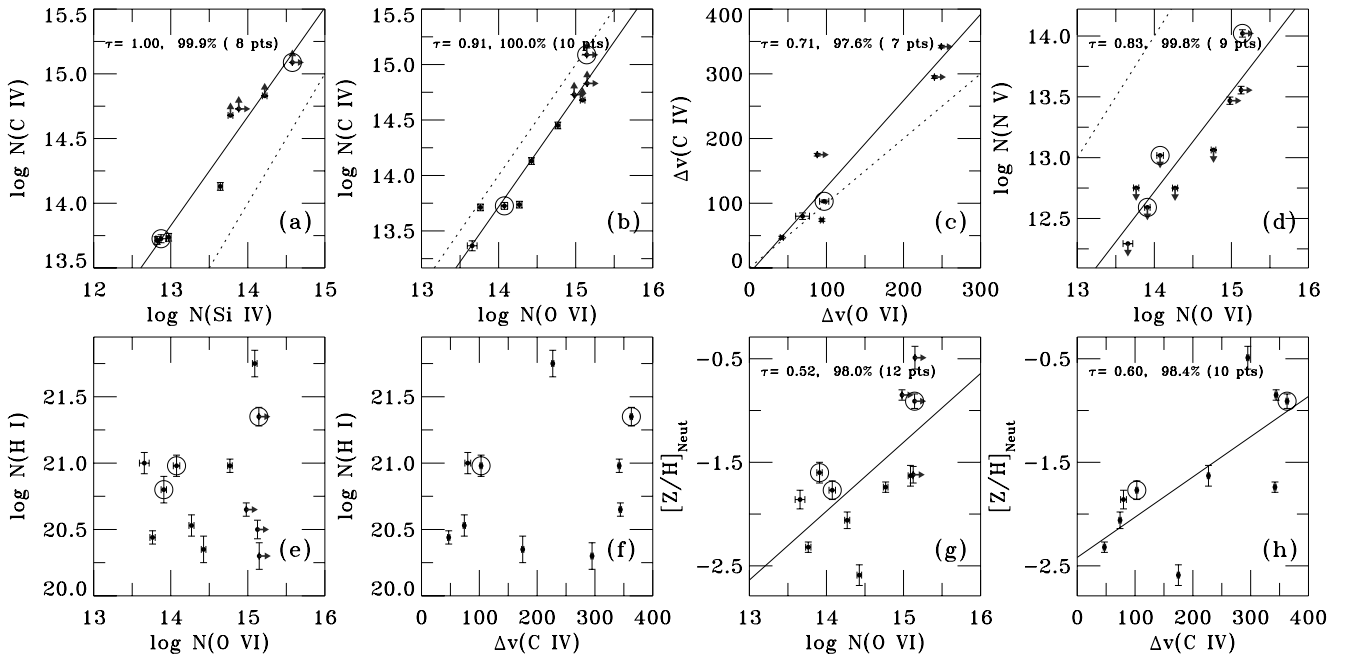 15.5
15.0
14.5
14.0
13.5
log N(C IV)
τ= 1.00, 99.9% ( 8 pts)
(a)
12 13 14 15
log N(Si IV)
15.5
15.0
14.5
14.0
13.5
log N(C IV)
τ= 0.91, 100.0% (10 pts)
(b)
13 14 15 16
log N(O VI)
400
300
200
100
0
Δv(C IV)
τ= 0.71, 97.6% ( 7 pts)
(c)
0 100 200 300
Δv(O VI)
14.0
13.5
13.0
12.5
log N(N V)
τ= 0.83, 99.8% ( 9 pts)
(d)
13 14 15 16
log N(O VI)
21.5
21.0
20.5
20.0
log N(H I)
(e)
13 14 15 16
log N(O VI)
21.5
21.0
20.5
20.0
log N(H I)
(f)
0 100 200 300 400
Δv(C IV)
−0.5
−1.5
−2.5
[Z/H]Neut
τ= 0.52, 98.0% (12 pts)
(g)
13 14 15 16
log N(O VI)
−0.5
−1.5
−2.5
[Z/H]Neut
τ= 0.60, 98.4% (10 pts)
(h)
0 100 200 300 400
Δv(C IV)